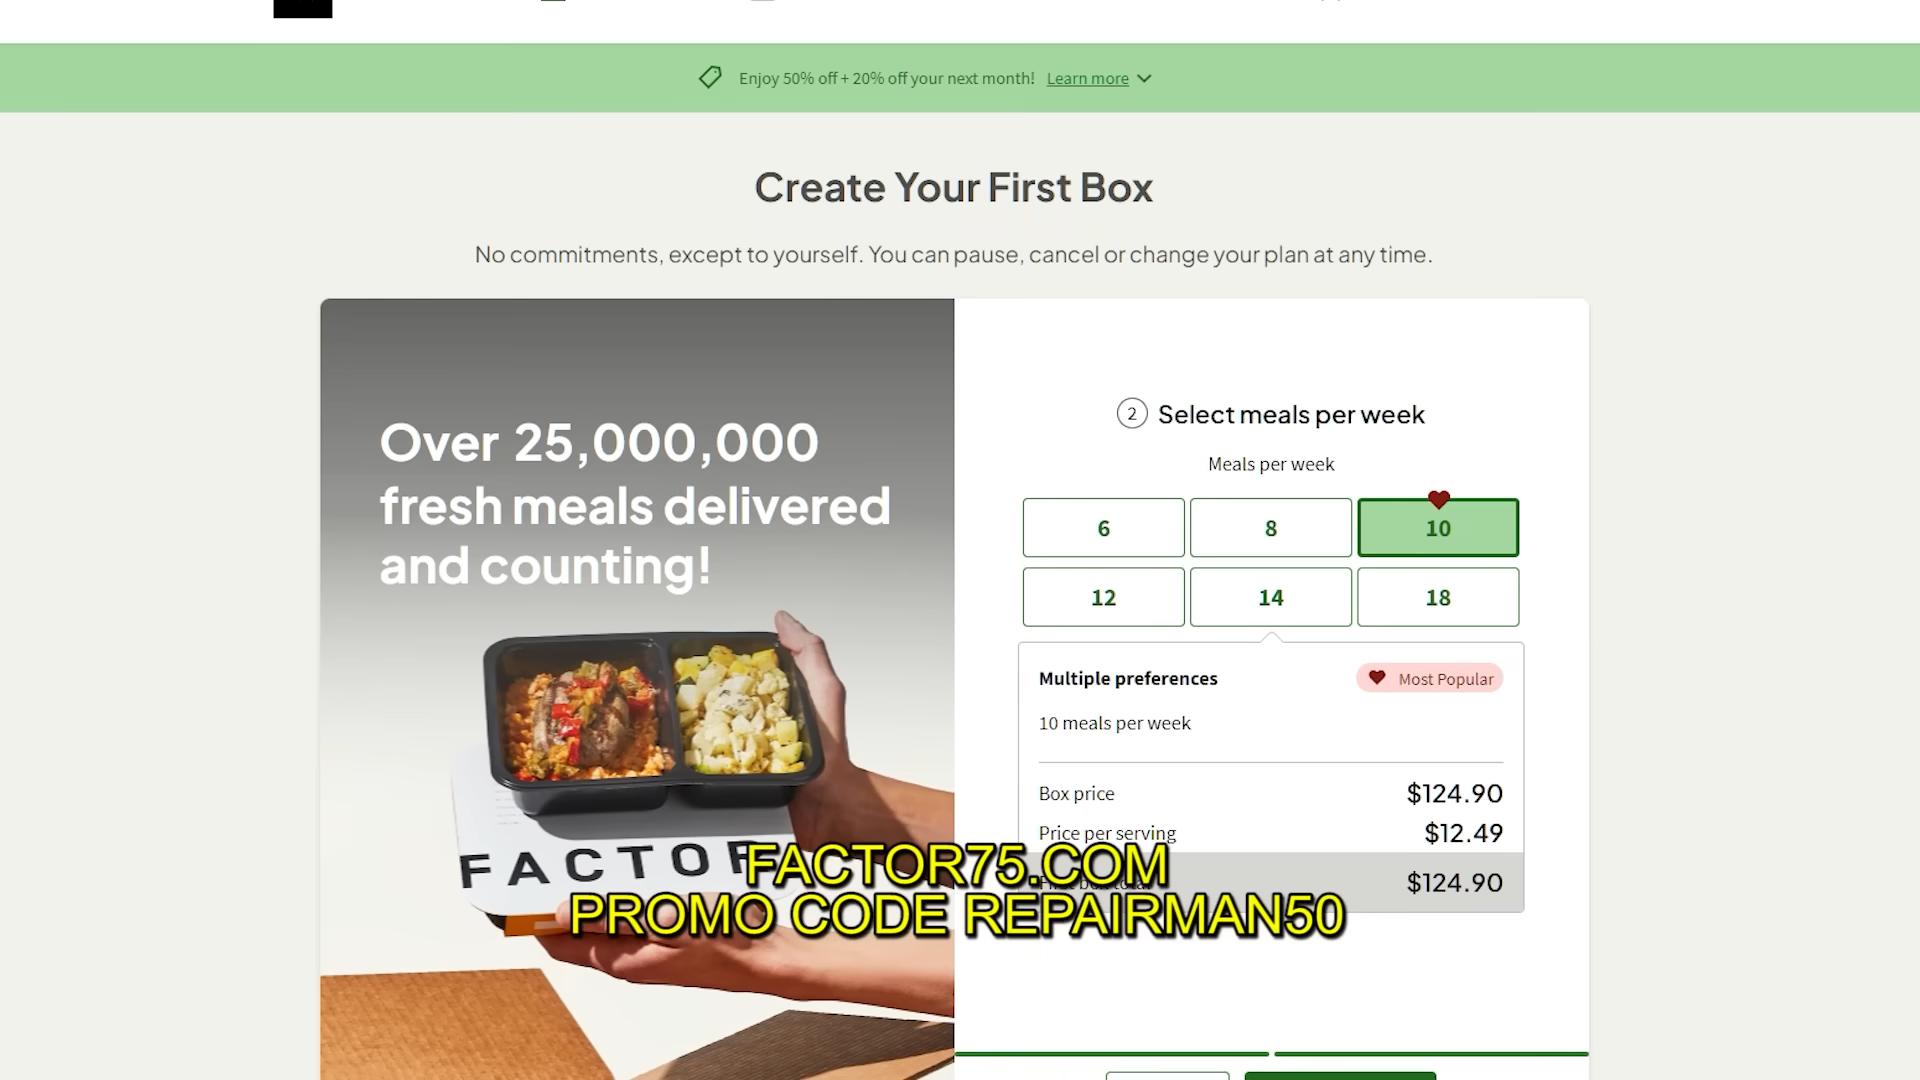 Enjoy 50% off + 20% off your next month! Learn more
Create Your First Box
No commitments, except to yourself. You can pause, cancel or change your plan at any time.
Over 25,000,000
fresh meals delivered
and counting!
FACTOR
2 Select meals per week
Meals per week
6 8 10
12 14 18
Multiple preferences Most Popular
10 meals per week
Box price $124.90
Price per serving $12.49
First box total $124.90
FACTOR75.COM
PROMO CODE REPAIRMAN50